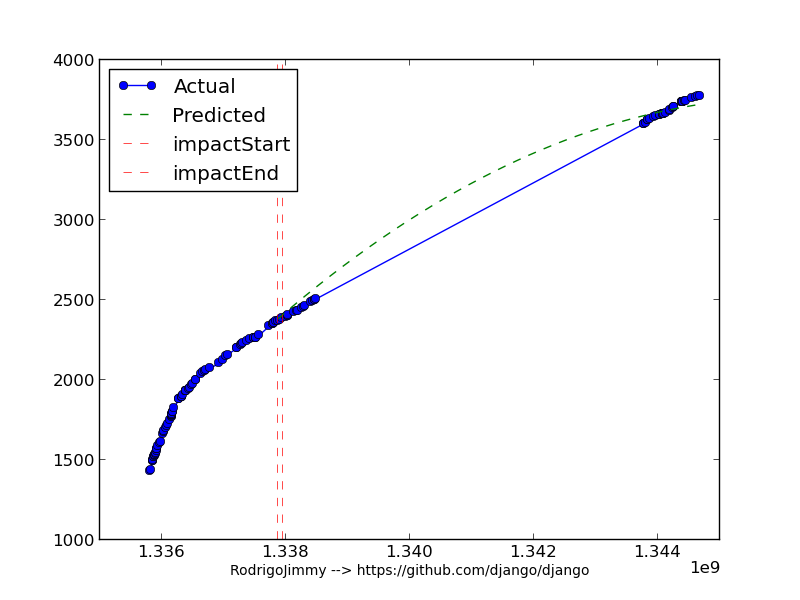 4000
Actual
Predicted
impactStart
impactEnd
3500
3000
2500
2000
1500
1000
1.336 1.338 1.340 1.342 1.344
1e9
RodrigoJimmy --> https://github.com/django/django